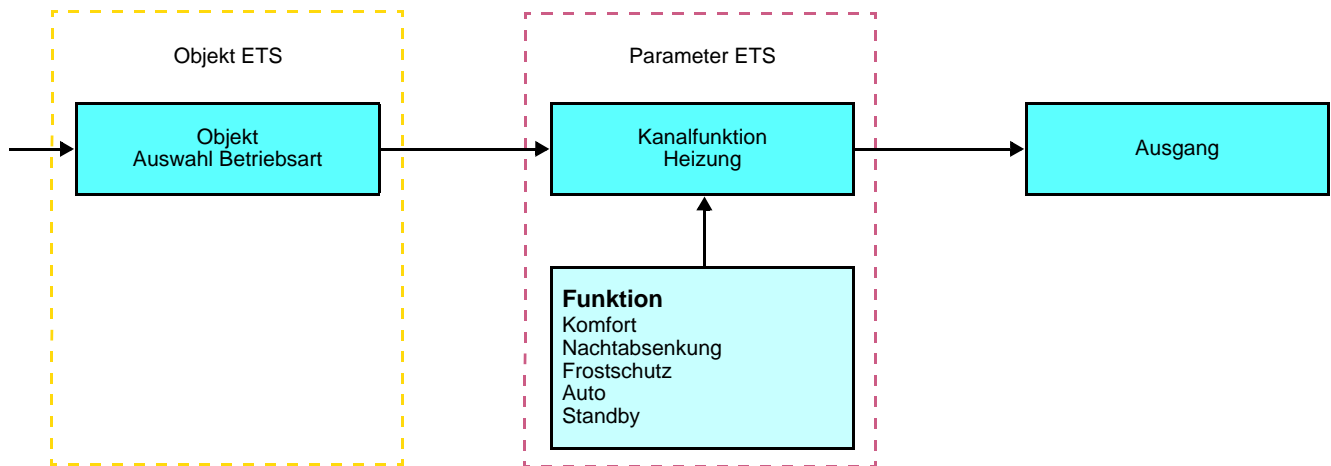 Objekt ETS
Parameter ETS
Objekt
Auswahl Betriebsart
Kanalfunktion
Heizung
Ausgang
Funktion
Komfort
Nachtabsenkung
Frostschutz
Auto
Standby